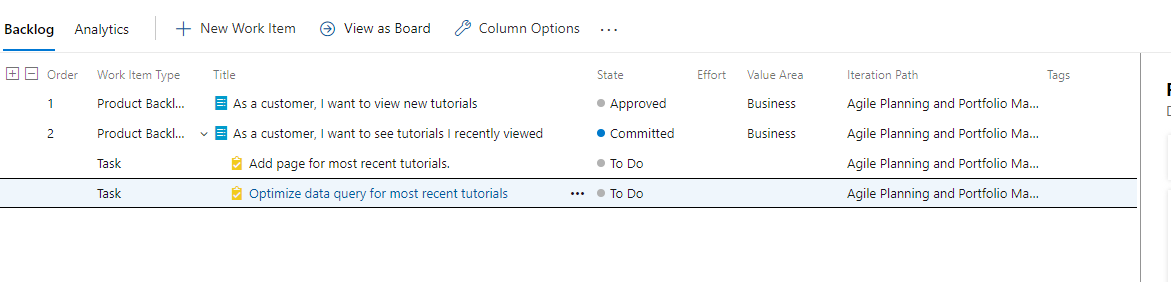 Backlog Analytics New Work Item View as Board Column Options ...
Order Work Item Type Title State Effort Value Area Iteration Path Tags
1 Product Backl... As a customer, I want to view new tutorials Approved Business Agile Planning and Portfolio Ma...
2 Product Backl... As a customer, I want to see tutorials I recently viewed Committed Business Agile Planning and Portfolio Ma...
Task Add page for most recent tutorials. To Do Agile Planning and Portfolio Ma...
Task Optimize data query for most recent tutorials ... To Do Agile Planning and Portfolio Ma...